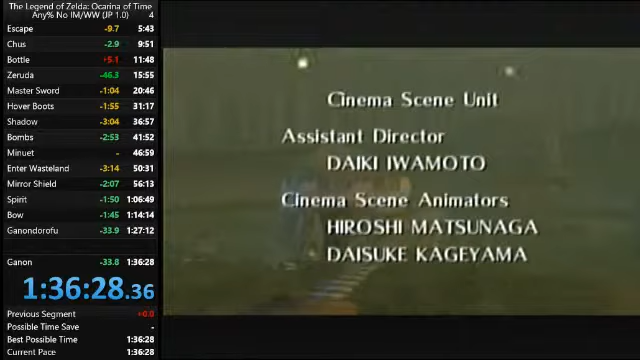 The Legend of Zelda: Ocarina of Time
Any% No IM/WW (JP 1.0) 4
Escape -9.7 5:43
Chus -2.9 9:51
Bottle +5.1 11:48
Zeruda -46.3 15:55
Master Sword -1:04 20:46
Hover Boots -1:55 31:17
Shadow -3:04 36:57
Bombs -2:53 41:52
Minuet - 46:59
Enter Wasteland -3:14 50:31
Mirror Shield -2:07 56:13
Spirit -1:50 1:06:49
Bow -1:45 1:14:14
Ganondorofu -33.9 1:27:12
Ganon -33.8 1:36:28
1:36:28.36
Previous Segment +0.0
Possible Time Save -
Best Possible Time 1:36:28
Current Pace 1:36:28
Cinema Scene Unit
Assistant Director
DAIKI IWAMOTO
Cinema Scene Animators
HIROSHI MATSUNAGA
DAISUKE KAGEYAMA